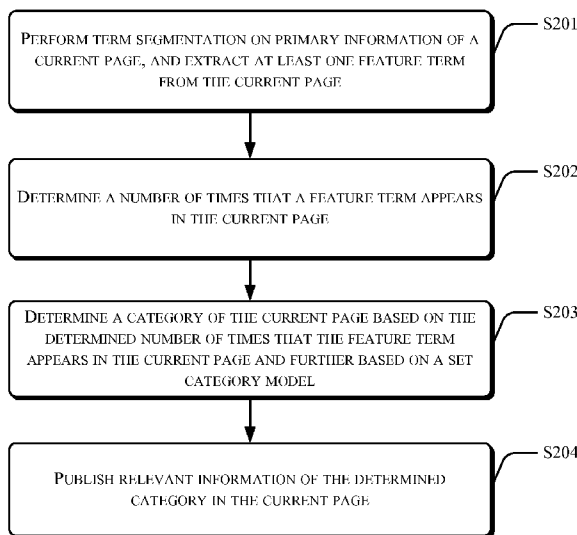 S201
PERFORM TERM SEGMENTATION ON PRIMARY INFORMATION OF A
CURRENT PAGE, AND EXTRACT AT LEAST ONE FEATURE TERM
FROM THE CURRENT PAGE
S202
DETERMINE A NUMBER OF TIMES THAT A FEATURE TERM APPEARS
IN THE CURRENT PAGE
S203
DETERMINE A CATEGORY OF THE CURRENT PAGE BASED ON THE
DETERMINED NUMBER OF TIMES THAT THE FEATURE TERM
APPEARS IN THE CURRENT PAGE AND FURTHER BASED ON A SET
CATEGORY MODEL
S204
PUBLISH RELEVANT INFORMATION OF THE DETERMINED
CATEGORY IN THE CURRENT PAGE